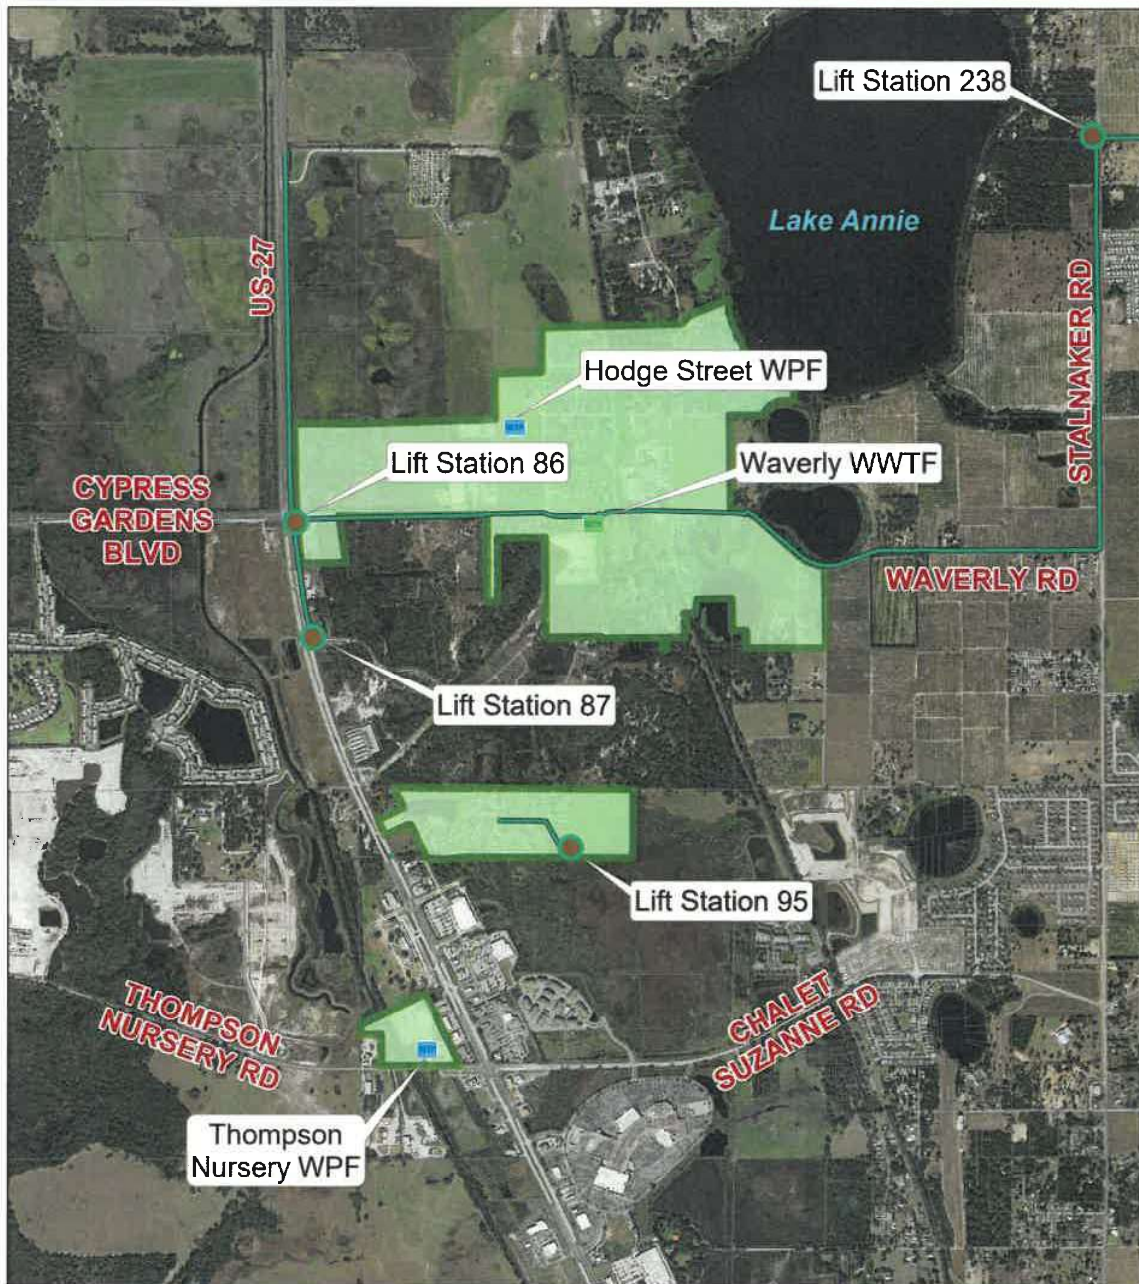 Lift Station 238
Lake Annie
US-27
STALNAKER RD
Hodge Street WPF
Lift Station 86
Waverly WWTF
CYPRESS
GARDENS
BLVD
WAVERLY RD
Lift Station 87
Lift Station 95
THOMPSON
NURSERY RD
CHALET
SUZANNE RD
Thompson
Nursery WPF